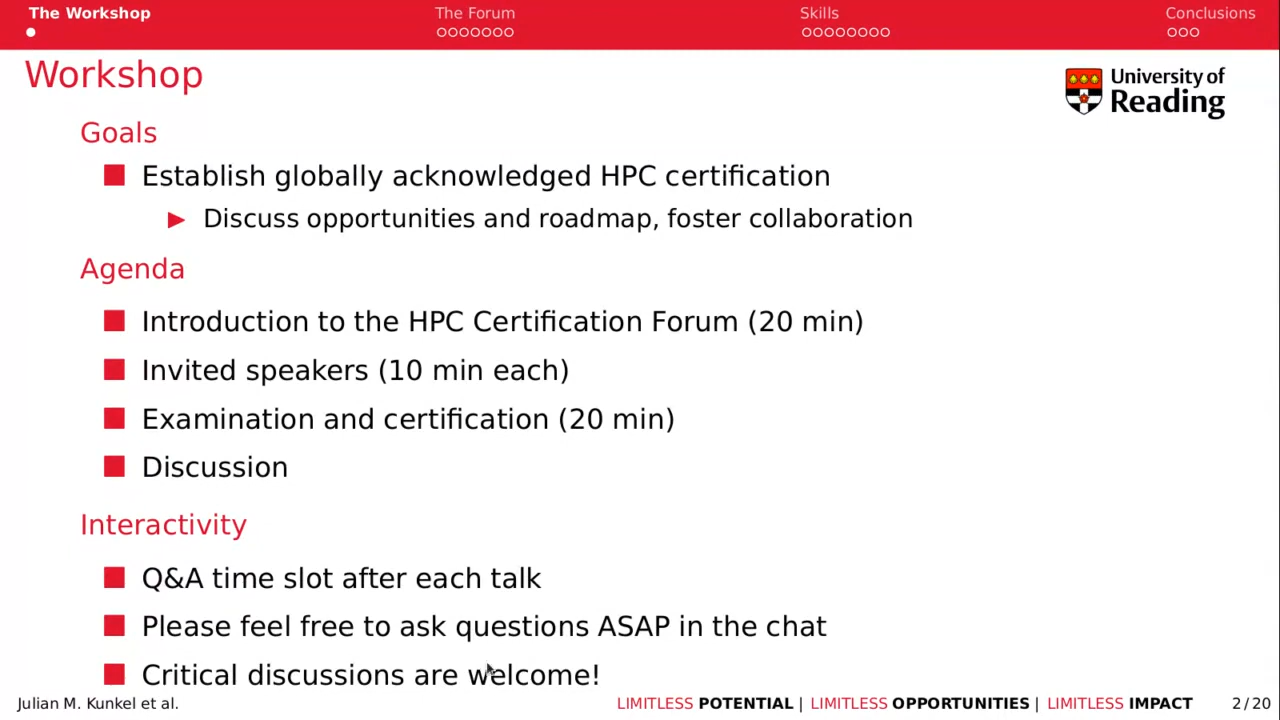 The Workshop
The Forum
Skills
Conclusions
Workshop
University of
Reading
Goals
Establish globally acknowledged HPC certification
Discuss opportunities and roadmap, foster collaboration
Agenda
Introduction to the HPC Certification Forum (20 min)
Invited speakers (10 min each)
Examination and certification (20 min)
Discussion
Interactivity
Q&A time slot after each talk
Please feel free to ask questions ASAP in the chat
Critical discussions are welcome!
Julian M. Kunkel et al.
LIMITLESS POTENTIAL | LIMITLESS OPPORTUNITIES | LIMITLESS IMPACT
2/20